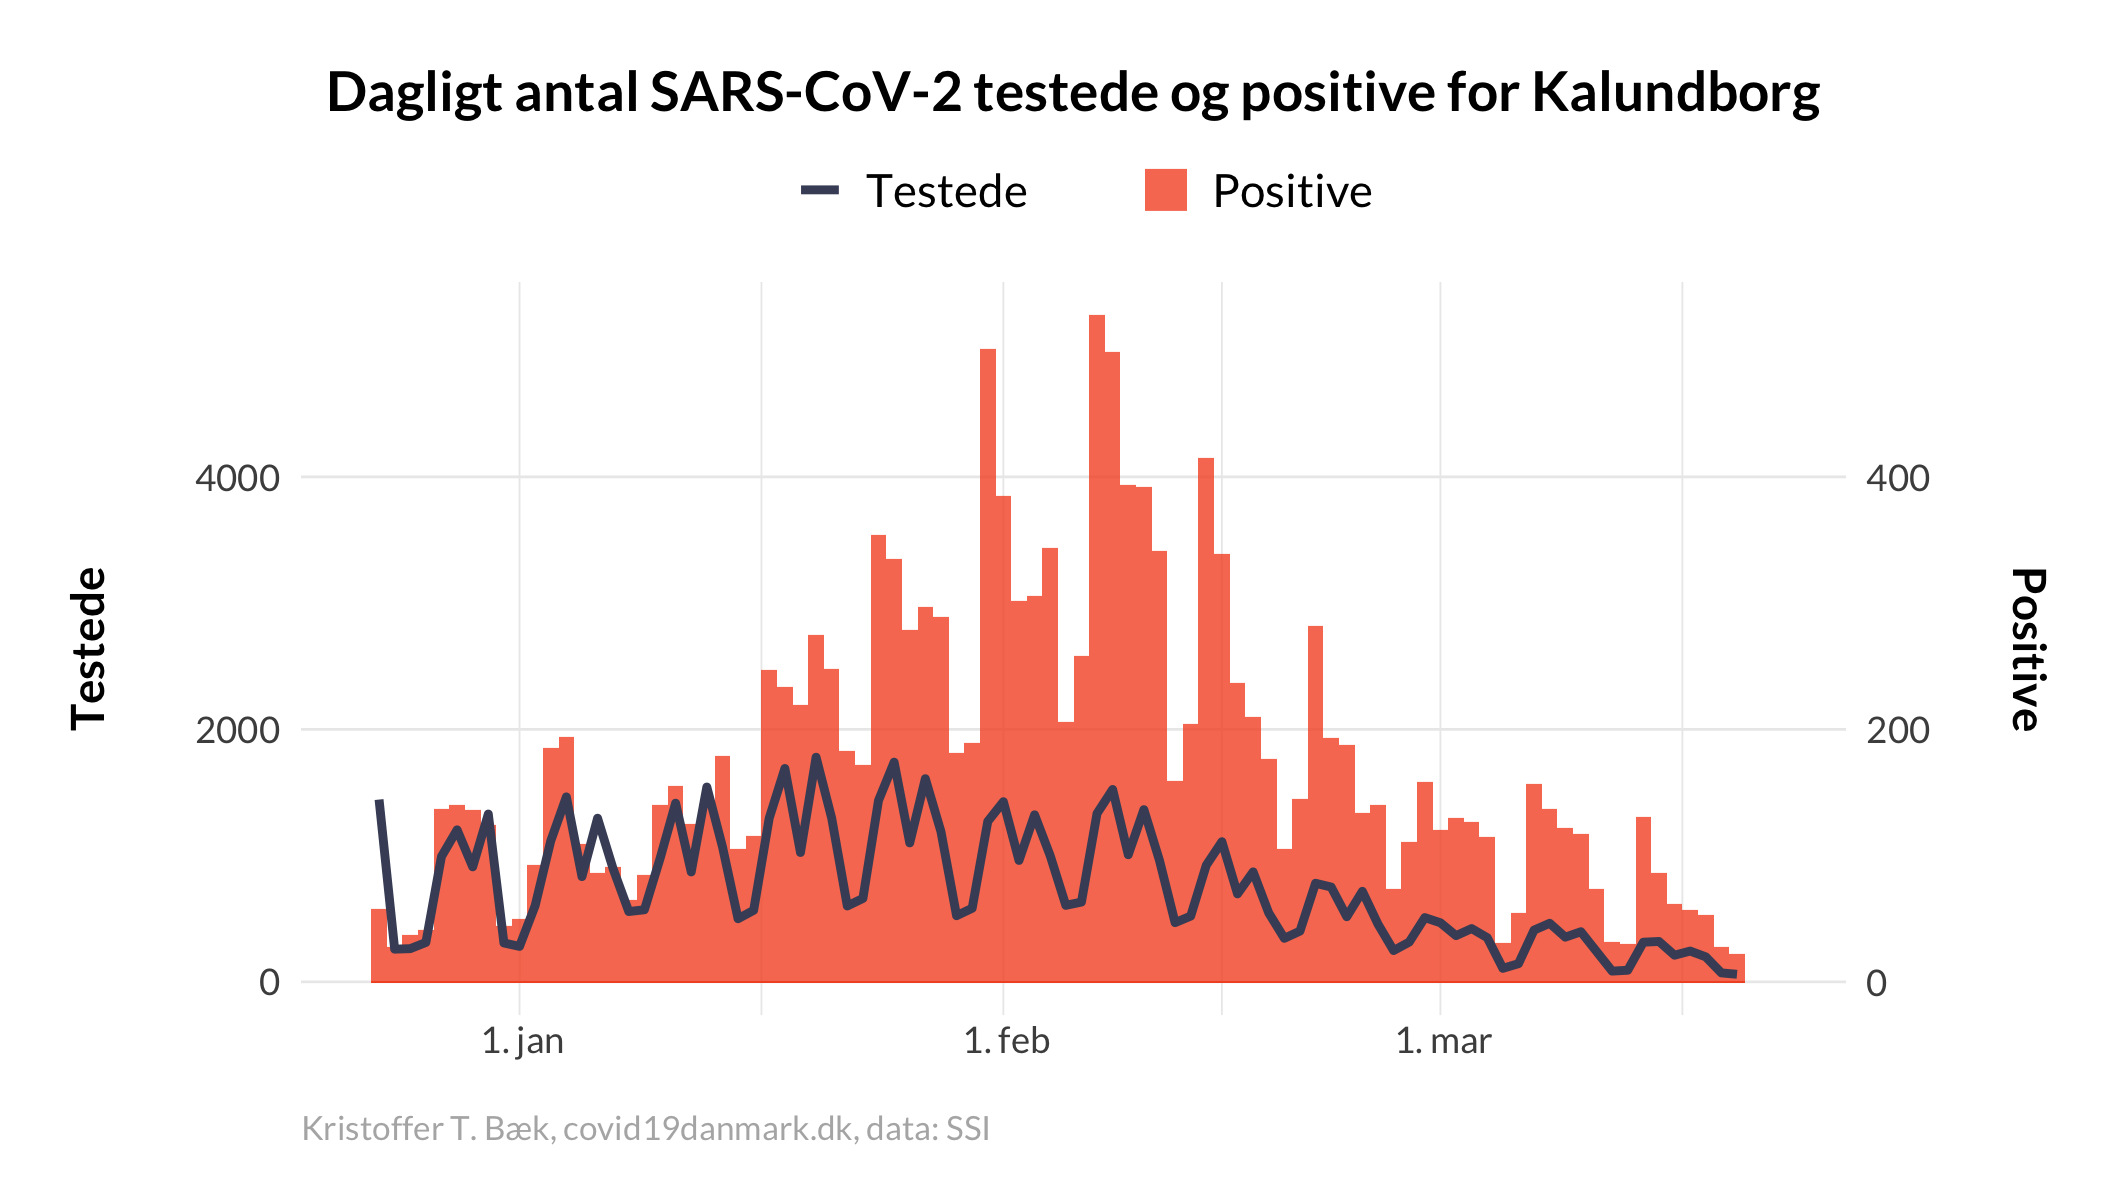 Dagligt antal SARS-CoV-2 testede og positive for Kalundborg
Testede
Positive
4000
2000
0
Testede
400
200
0
Positive
1. jan
1. feb
1. mar
Kristoffer T. Bæk, covid19danmark.dk, data: SSI